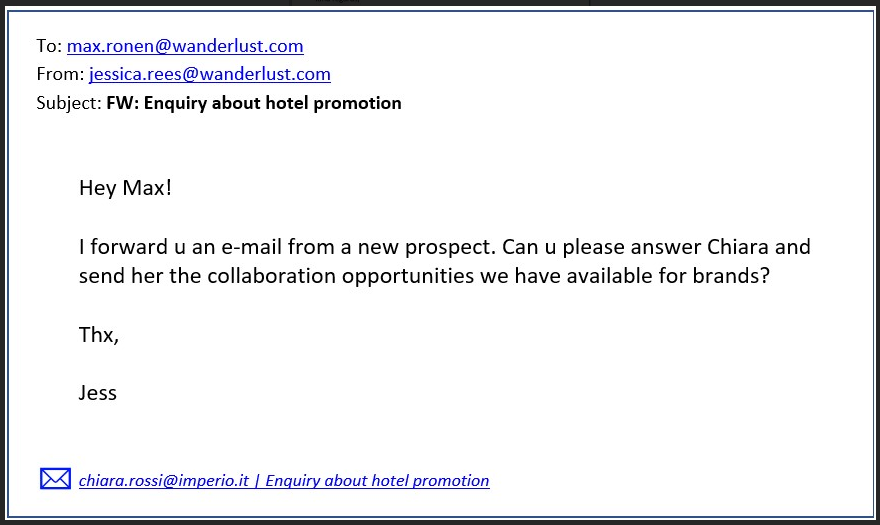 To: max.ronen@wanderlust.com
From: jessica.rees@wanderlust.com
Subject: FW: Enquiry about hotel promotion
Hey Max!
I forward u an e-mail from a new prospect. Can u please answer Chiara and
send her the collaboration opportunities we have available for brands?
Thx,
Jess
chiara.rossi@imperio.it | Enquiry about hotel promotion